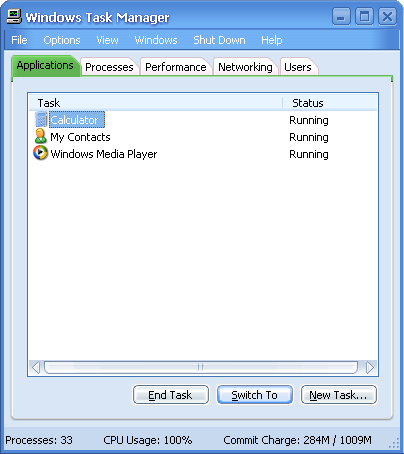 Windows Task Manager
File Options View Windows Shut Down Help
Applications Processes Performance Networking Users
Task Status
Calculator Running
My Contacts Running
Windows Media Player Running
End Task Switch To New Task...
Processes: 33 CPU Usage: 100% Commit Charge: 284M / 1009M